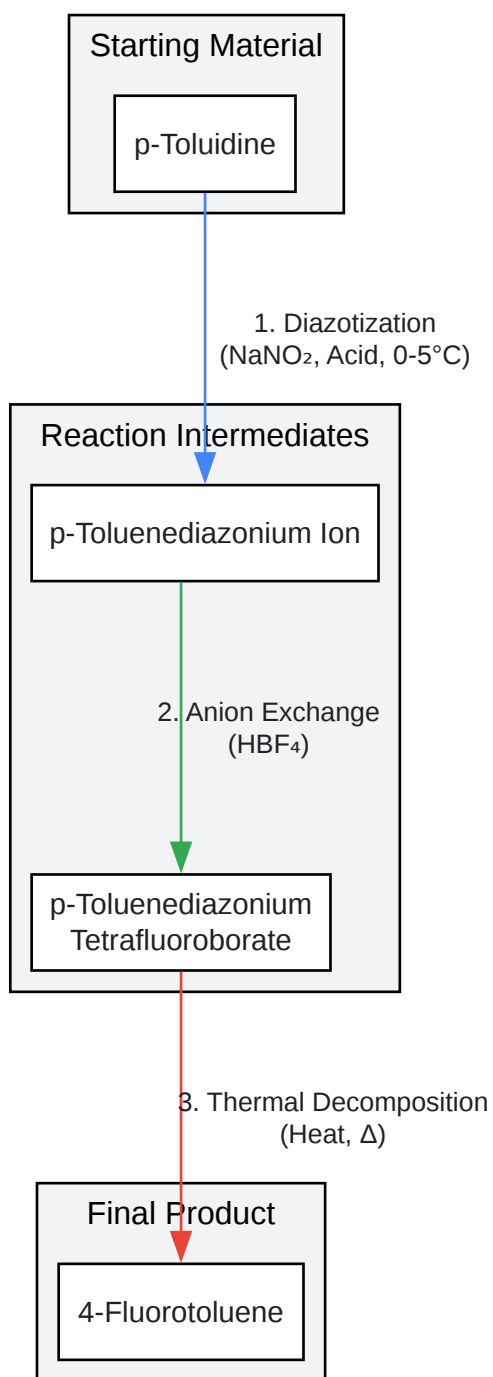 Starting Material
p-Toluidine
1. Diazotization
(NaNO₂, Acid, 0-5°C)
Reaction Intermediates
p-Toluenediazonium Ion
2. Anion Exchange
(HBF₄)
p-Toluenediazonium
Tetrafluoroborate
3. Thermal Decomposition
(Heat, Δ)
Final Product
4-Fluorotoluene